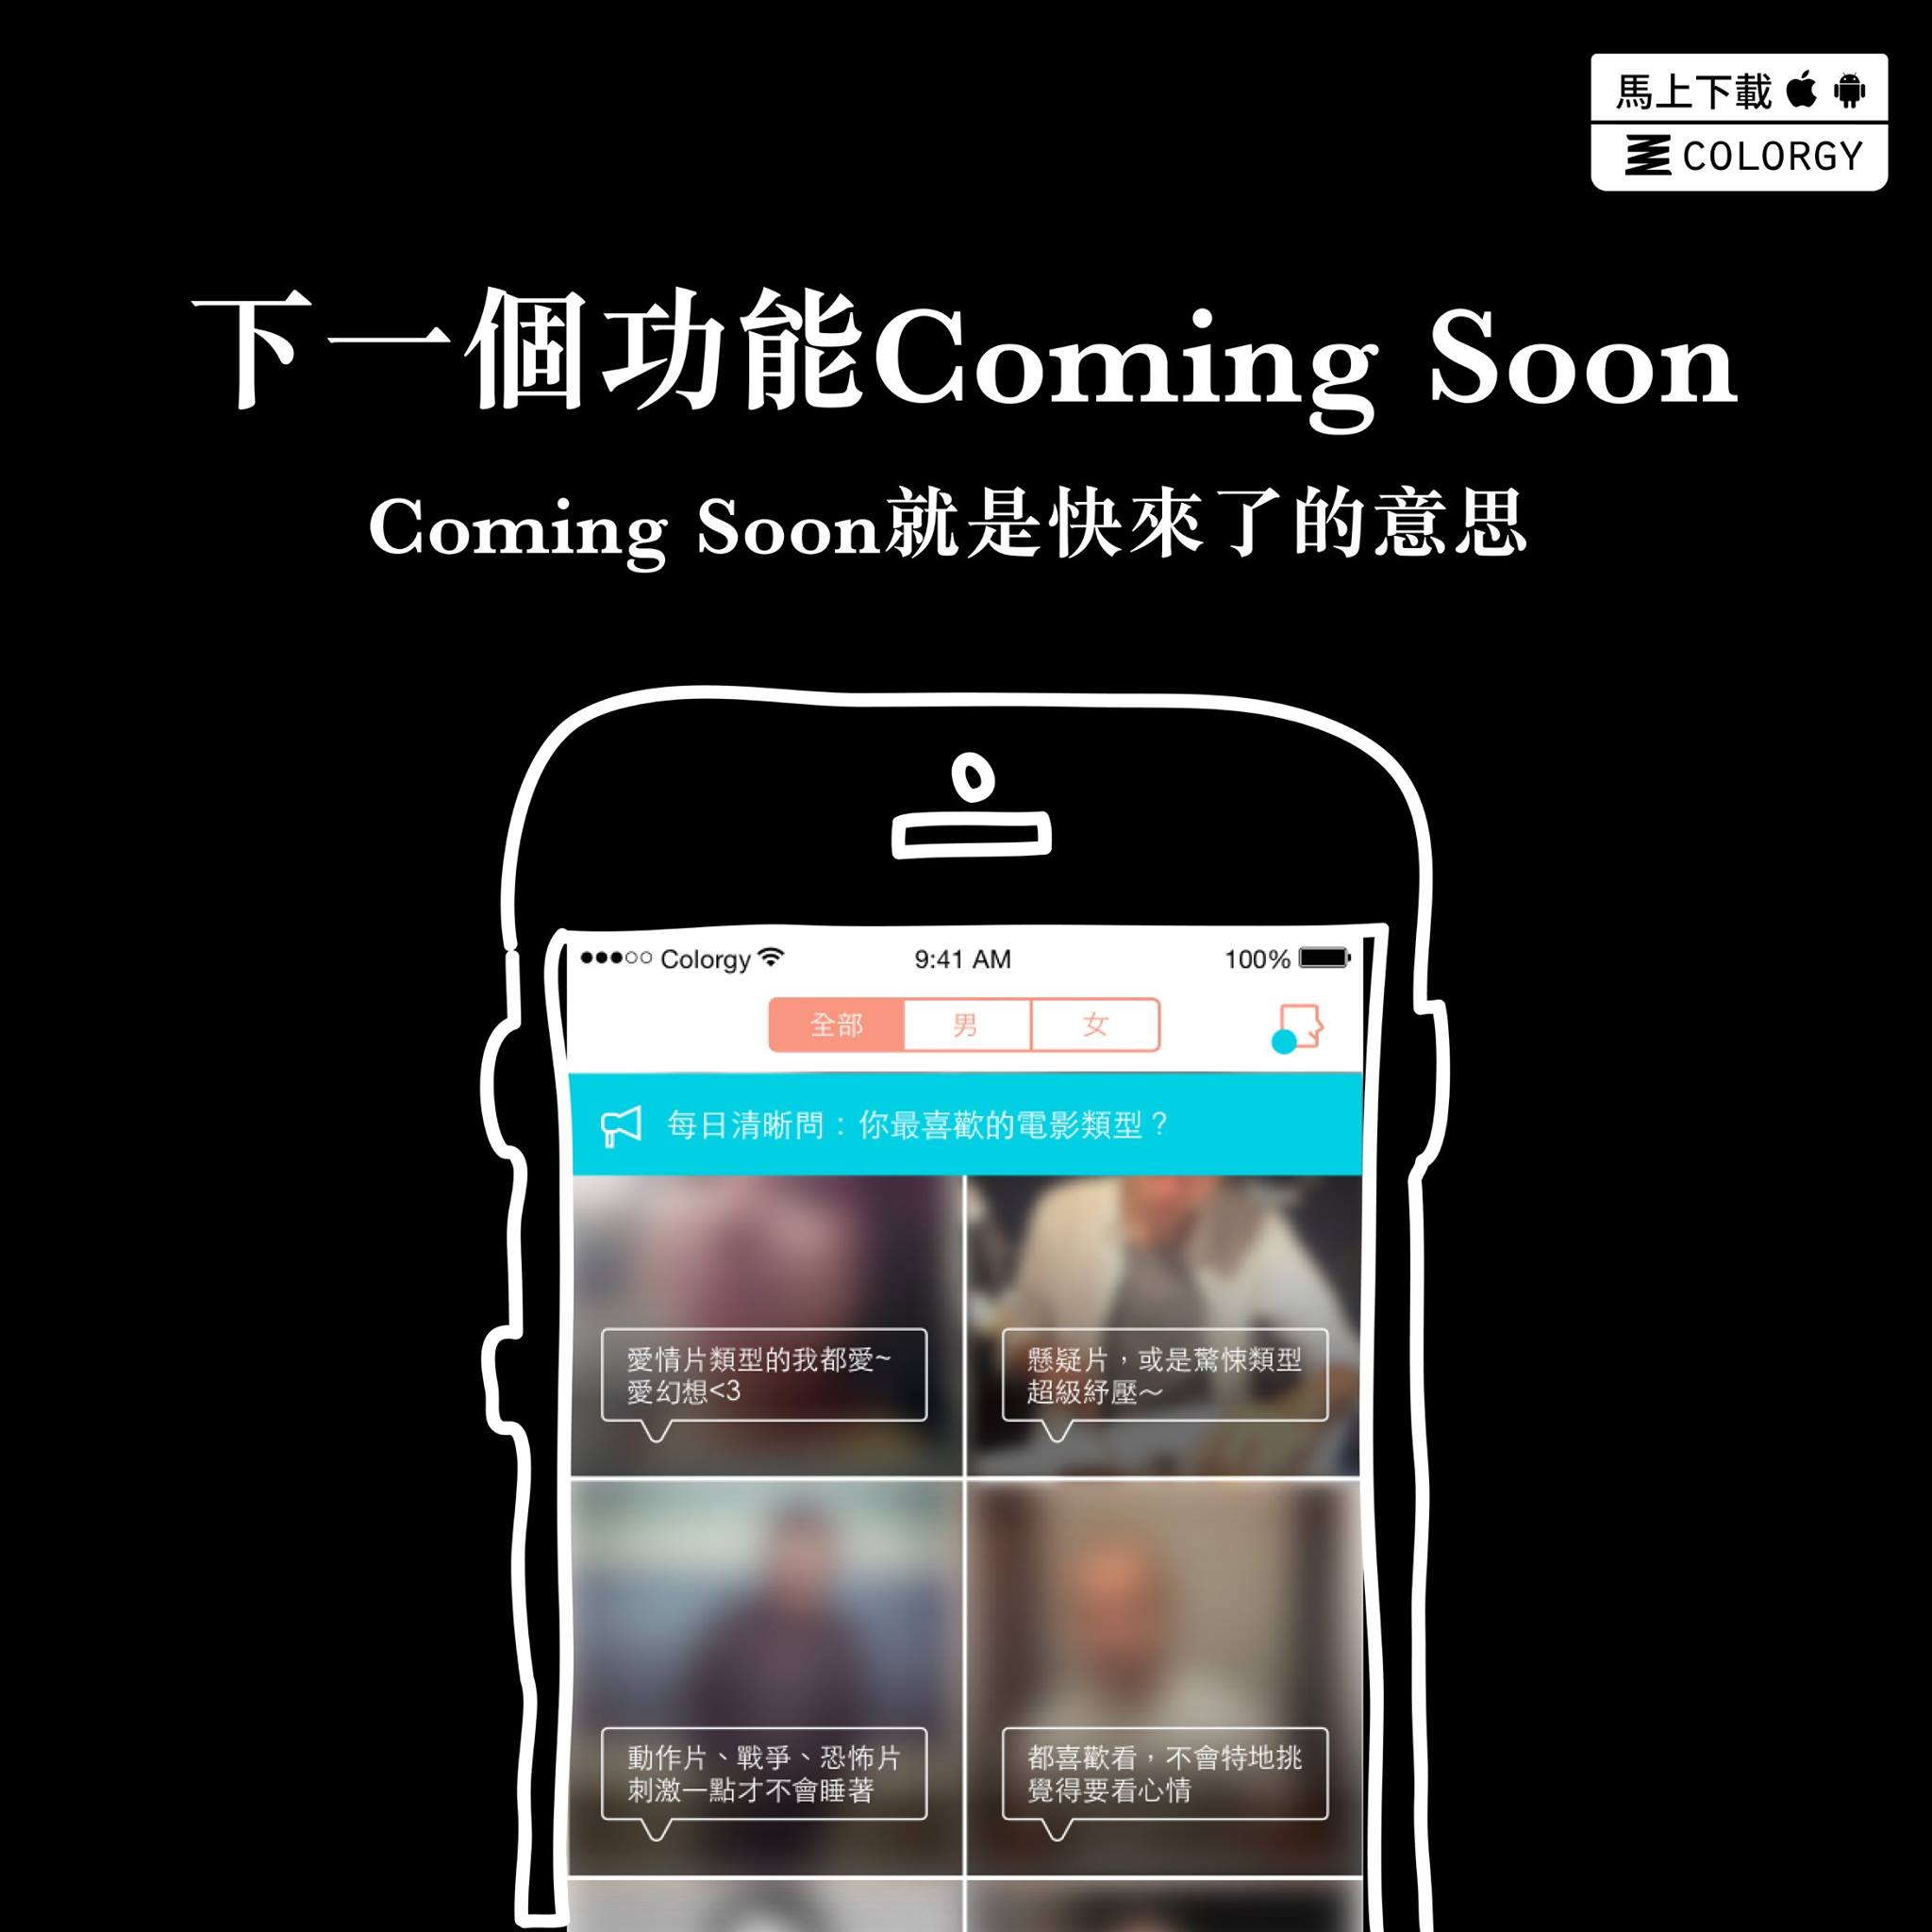 馬上下載
COLORGY
下一個功能Coming Soon
Coming Soon就是快來了的意思
Colorgy 9:41 AM 100%
全部 男 女
每日清晰問：你最喜歡的電影類型？
愛情片類型的我都愛~
愛幻想<3
懸疑片，或是驚悚類型
超級紓壓～
動作片、戰爭、恐怖片
刺激一點才不會睡著
都喜歡看，不會特地挑
覺得要看心情